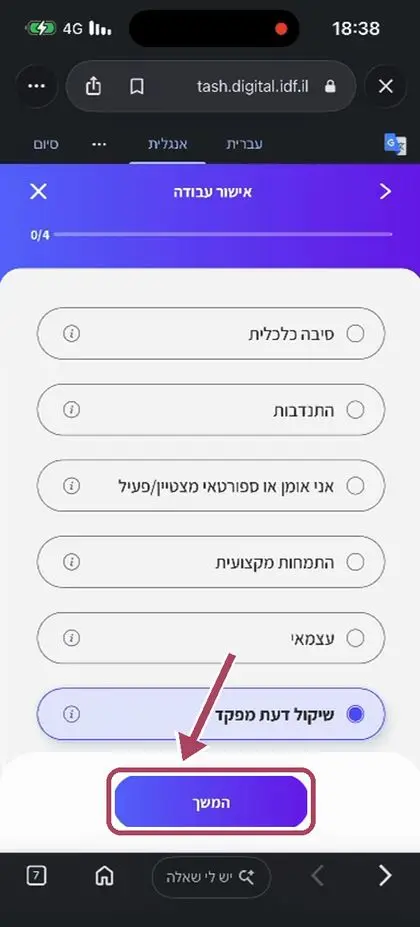 4G 18:38
tash.digital.idf.il
עברית אנגלית ... סיום
אישור עבודה
0/4
סיבה כלכלית
התנדבות
אני אומן או ספורטאי מצטיין/פעיל
התמחות מקצועית
עצמאי
שיקול דעת מפקד
המשך
יש לי שאלה
7